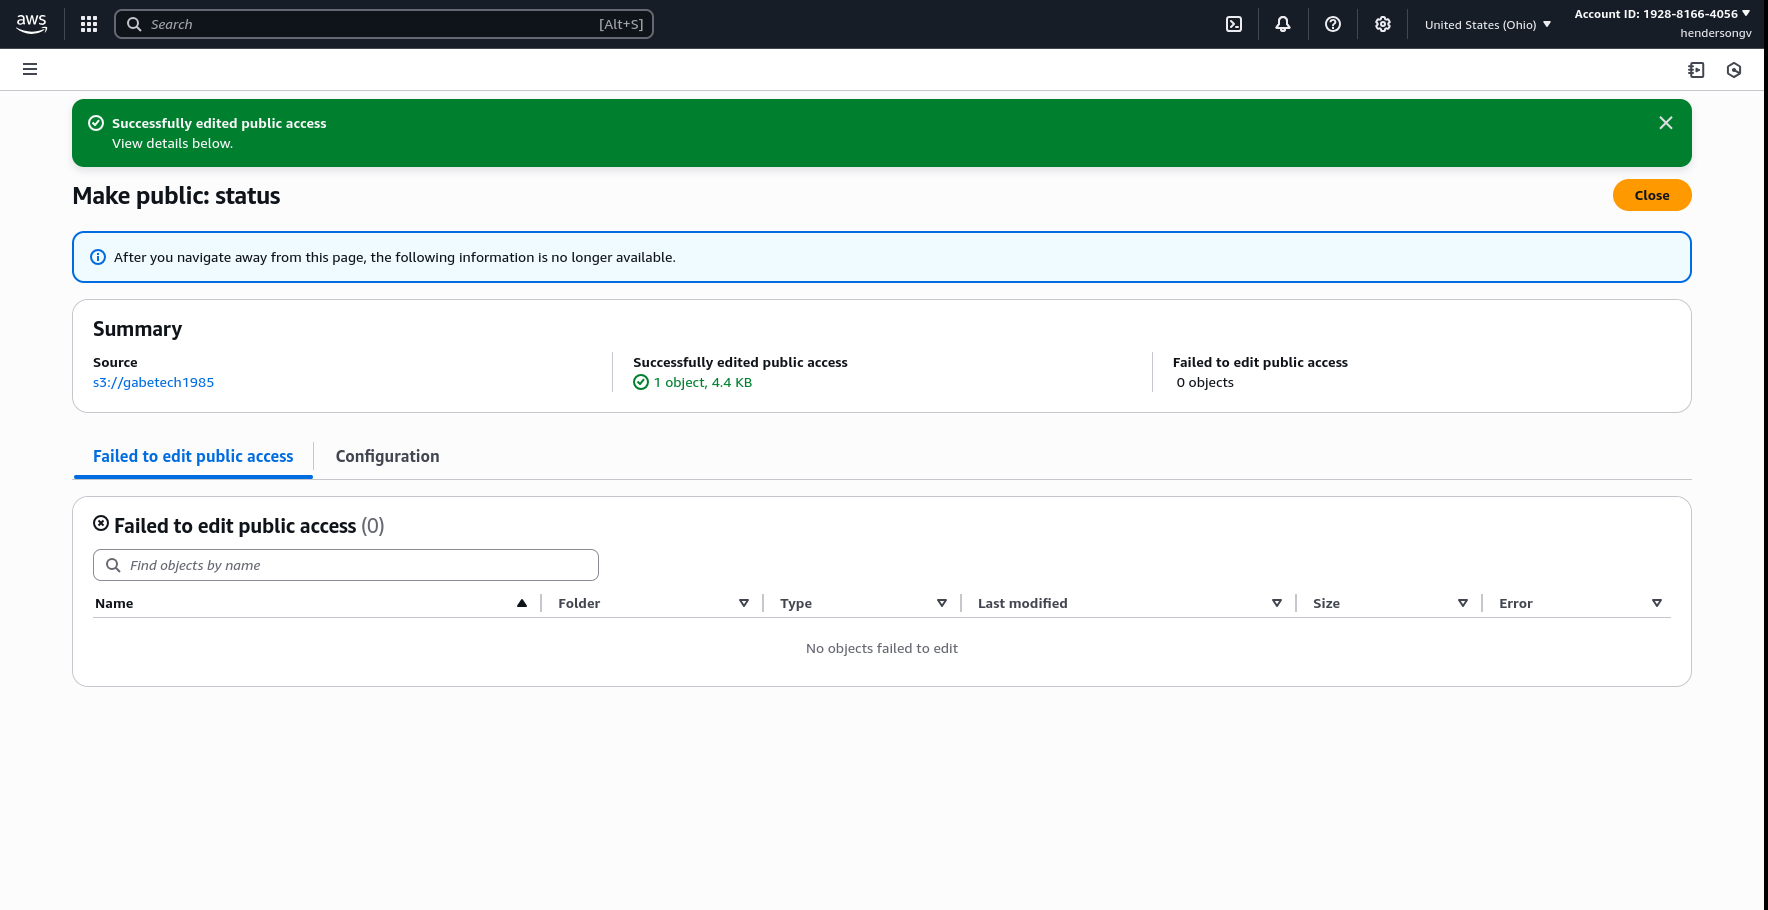 aws
Search [Alt+S]
United States (Ohio)
Account ID: 1928-8166-4056
hendersongv
Successfully edited public access
View details below.
Make public: status
Close
After you navigate away from this page, the following information is no longer available.
Summary
Source
s3://gabetech1985
Successfully edited public access
1 object, 4.4 KB
Failed to edit public access
0 objects
Failed to edit public access
Configuration
Failed to edit public access (0)
Find objects by name
Name Folder Type Last modified Size Error
No objects failed to edit